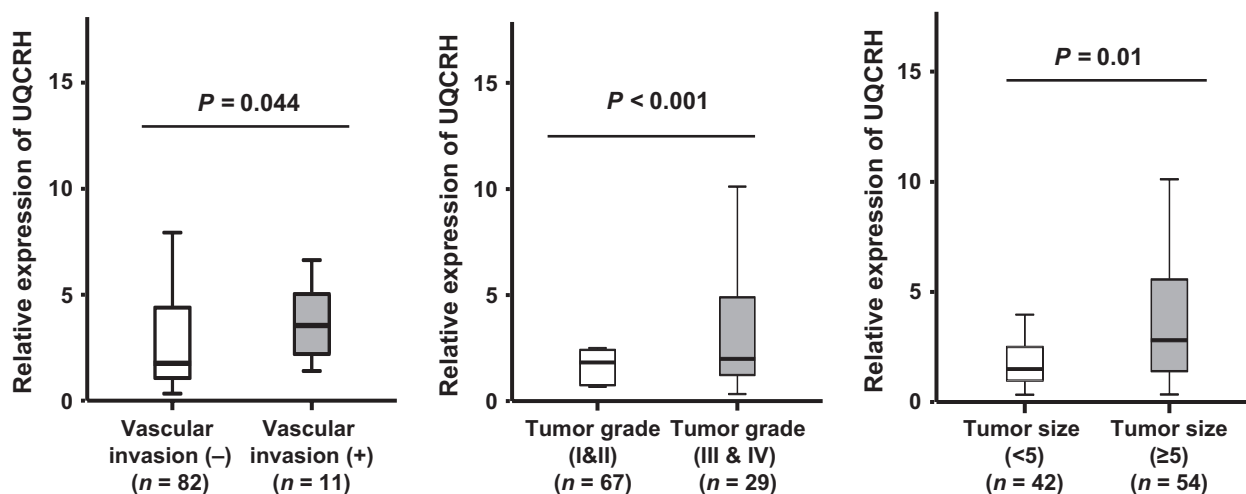 Relative expression of UQCRH
15
10
5
0
P = 0.044
Vascular
invasion (–)
(n = 82)
Vascular
invasion (+)
(n = 11)
Relative expression of UQCRH
15
10
5
0
P < 0.001
Tumor grade
(I&II)
(n = 67)
Tumor grade
(III & IV)
(n = 29)
Relative expression of UQCRH
15
10
5
0
P = 0.01
Tumor size
(<5)
(n = 42)
Tumor size
(≥5)
(n = 54)